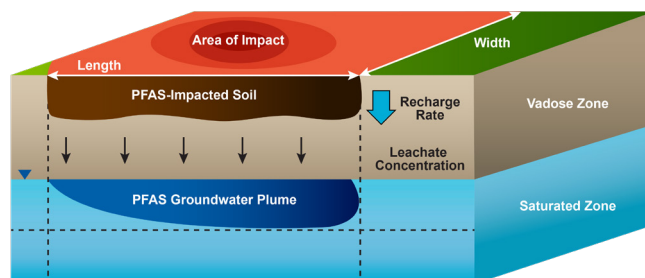 Area of Impact
Width
Length
PFAS-Impacted Soil
Recharge
Rate
Vadose Zone
Leachate
Concentration
PFAS Groundwater Plume
Saturated Zone